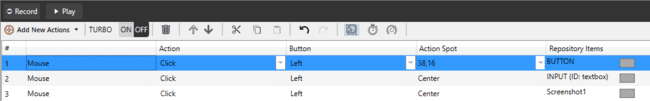 Record Play
Add New Actions TURBO ON OFF
# Action Button Action Spot Repository Items
1 Mouse Click Left 38,16 BUTTON
2 Mouse Click Left Center INPUT (ID: textbox)
3 Mouse Click Left Center Screenshot1